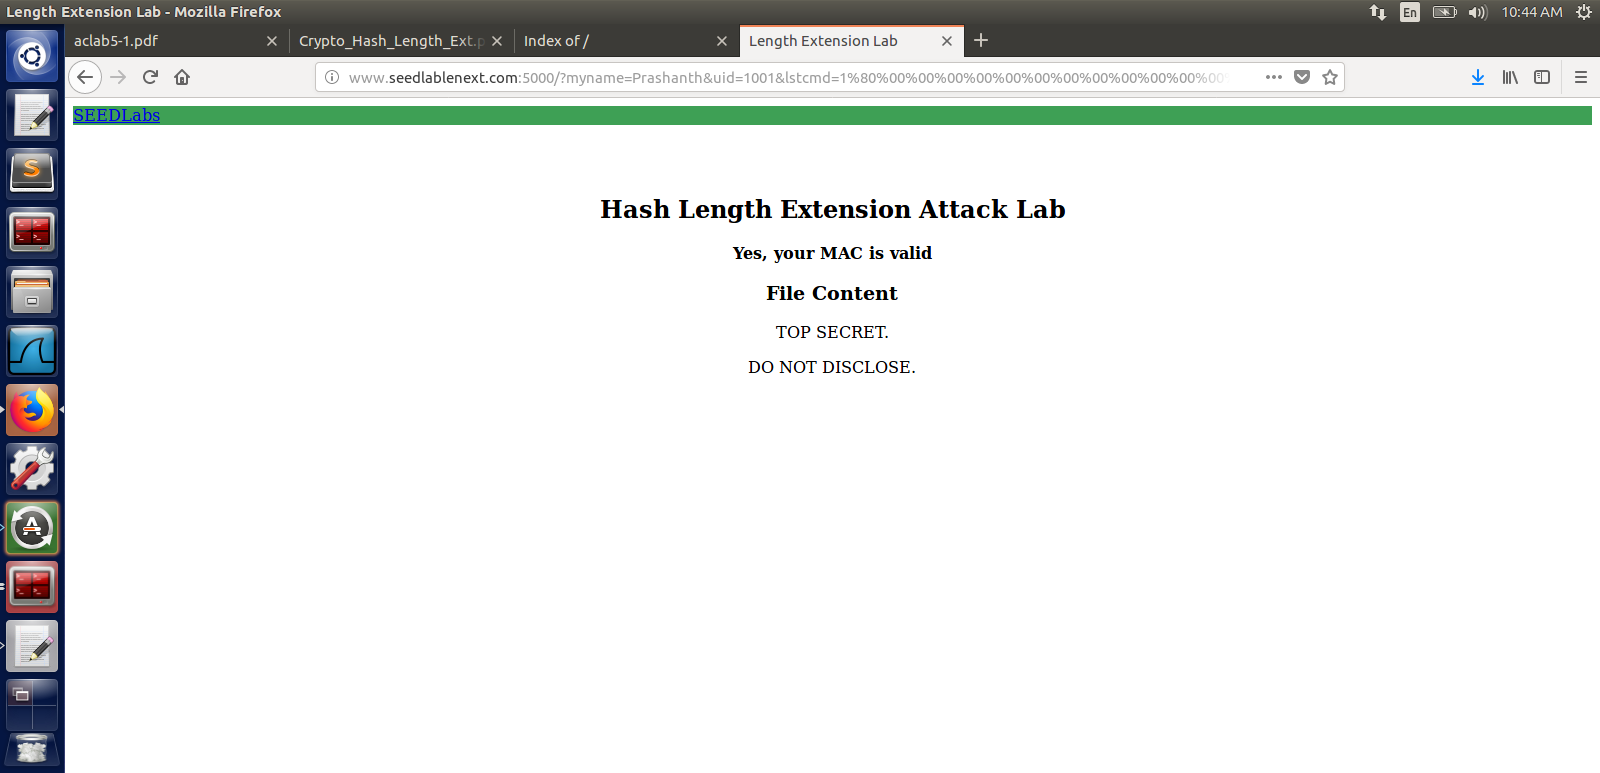 Length Extension Lab - Mozilla Firefox
En
10:44 AM
aclab5-1.pdf
Crypto_Hash_Length_Ext.p
Index of /
Length Extension Lab
www.seedlablenext.com:5000/?myname=Prashanth&uid=1001&lstcmd=1%80%00%00%00%00%00%00%00%00%00%00%00%00
SEEDLabs
Hash Length Extension Attack Lab
Yes, your MAC is valid
File Content
TOP SECRET.
DO NOT DISCLOSE.